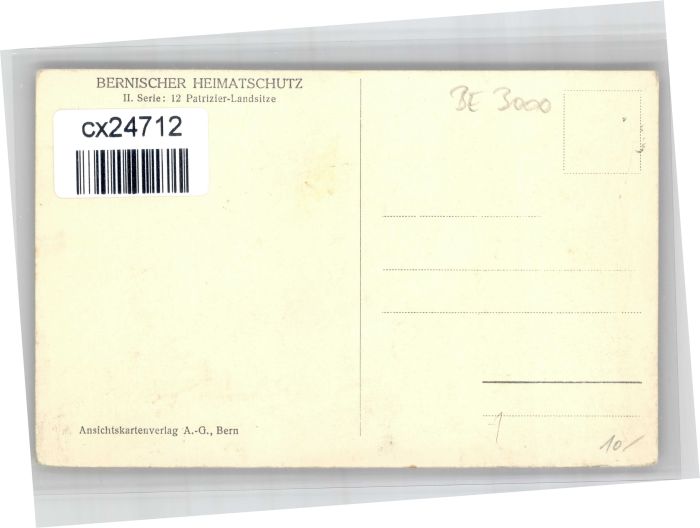 BERNISCHER HEIMATSCHUTZ
II. Serie: 12 Patrizier-Landsitze
cx24712
BE 3000
Ansichtskartenverlag A.-G., Bern
10/